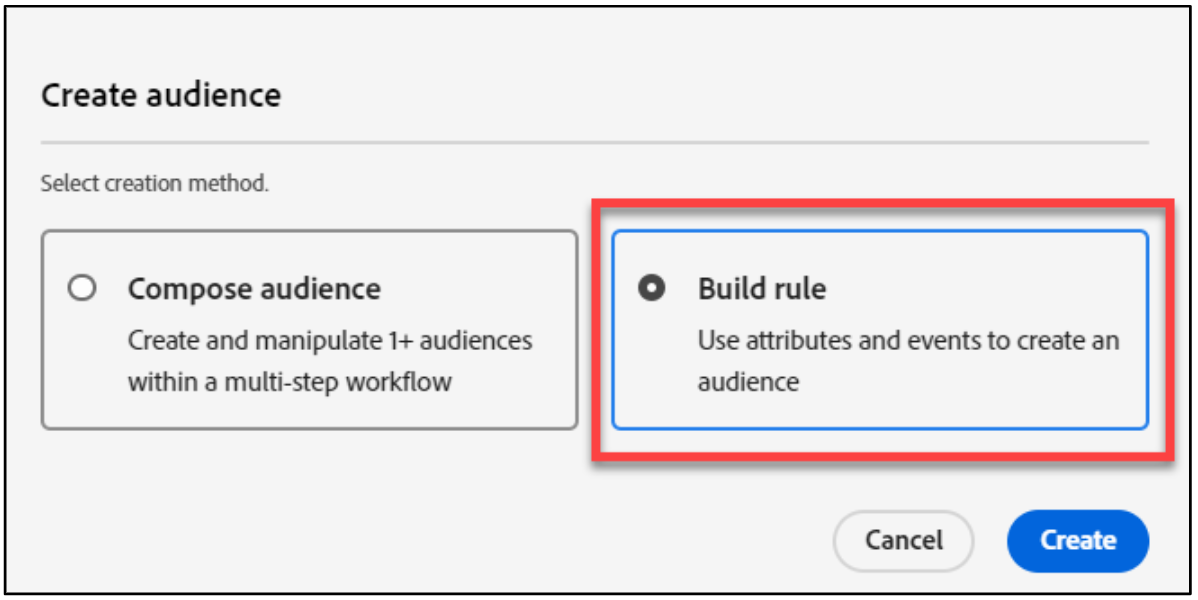 Create audience
Select creation method.
Compose audience
Create and manipulate 1+ audiences
within a multi-step workflow
Build rule
Use attributes and events to create an
audience
Cancel
Create